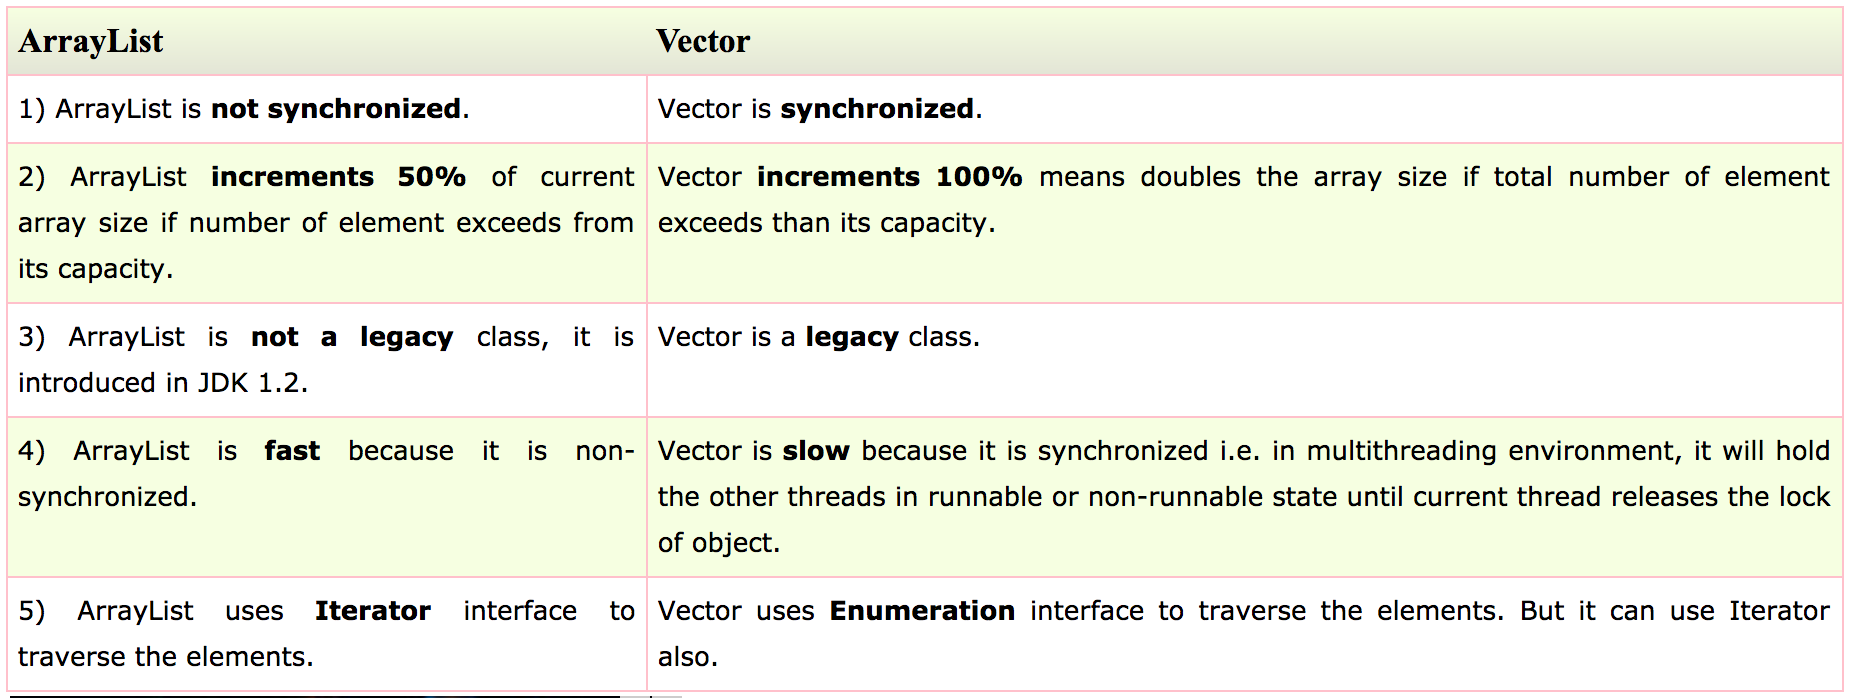 ArrayList
Vector
1) ArrayList is not synchronized.
Vector is synchronized.
2) ArrayList increments 50% of current
array size if number of element exceeds from
its capacity.
Vector increments 100% means doubles the array size if total number of element
exceeds than its capacity.
3) ArrayList is not a legacy class, it is
introduced in JDK 1.2.
Vector is a legacy class.
4) ArrayList is fast because it is non-
synchronized.
Vector is slow because it is synchronized i.e. in multithreading environment, it will hold
the other threads in runnable or non-runnable state until current thread releases the lock
of object.
5) ArrayList uses Iterator interface to
traverse the elements.
Vector uses Enumeration interface to traverse the elements. But it can use Iterator
also.